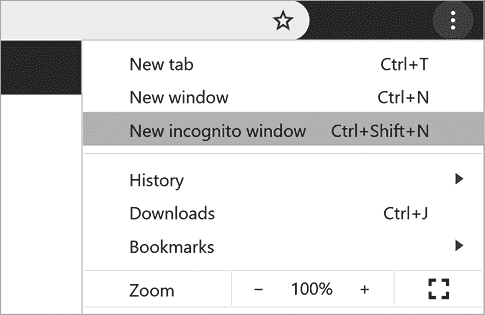 New tab Ctrl+T
New window Ctrl+N
New incognito window Ctrl+Shift+N
History
Downloads Ctrl+J
Bookmarks
Zoom − 100% +